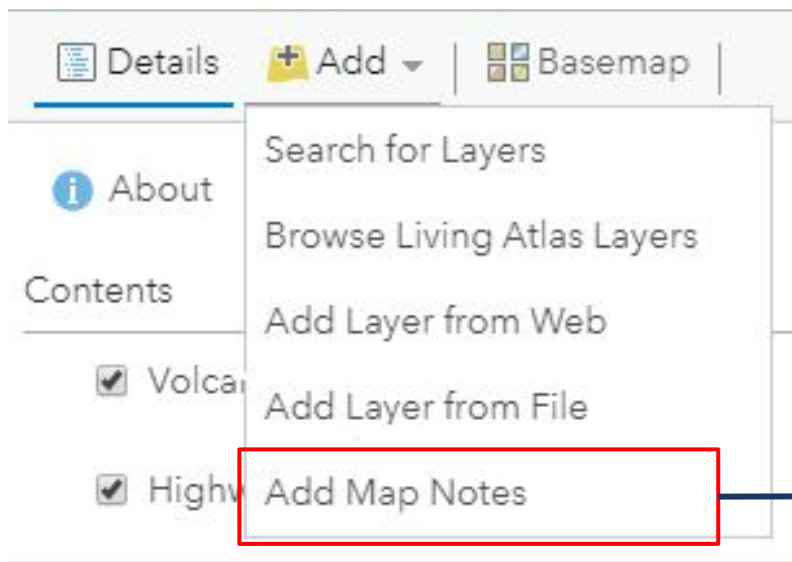 Details Add Basemap
Search for Layers
About
Browse Living Atlas Layers
Contents
Add Layer from Web
Add Layer from File
Add Map Notes